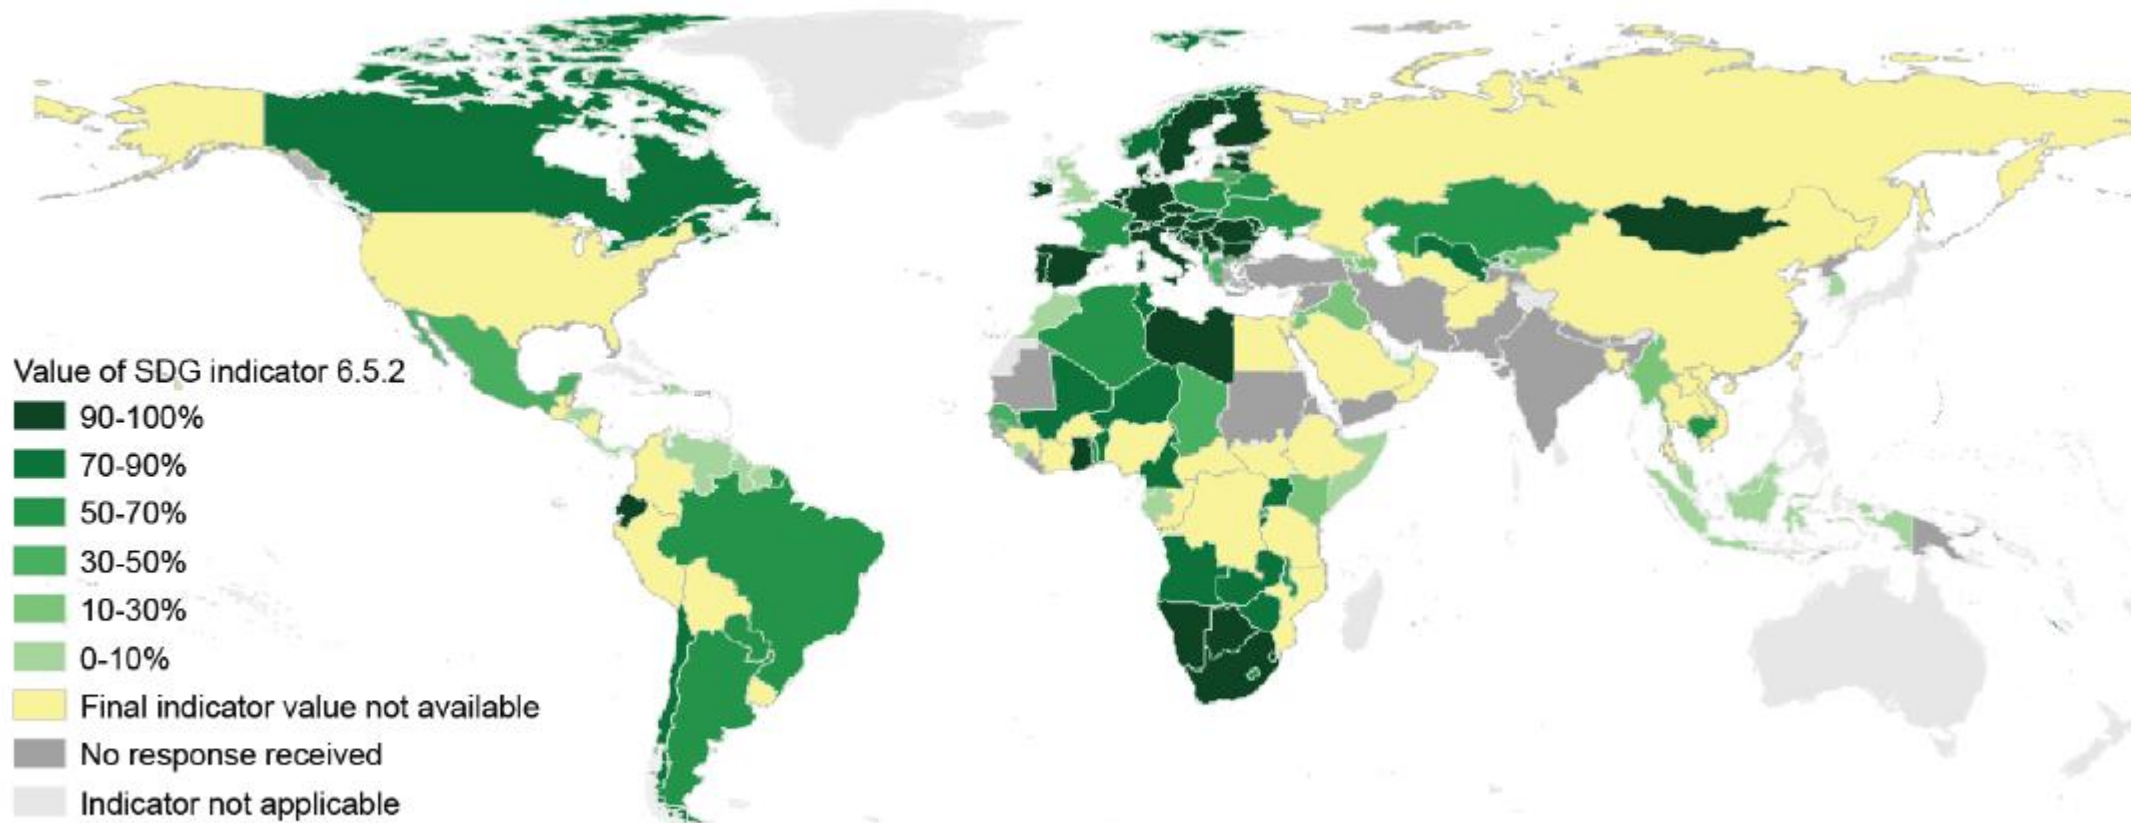 Value of SDG indicator 6.5.2
90-100%
70-90%
50-70%
30-50%
10-30%
0-10%
Final indicator value not available
No response received
Indicator not applicable